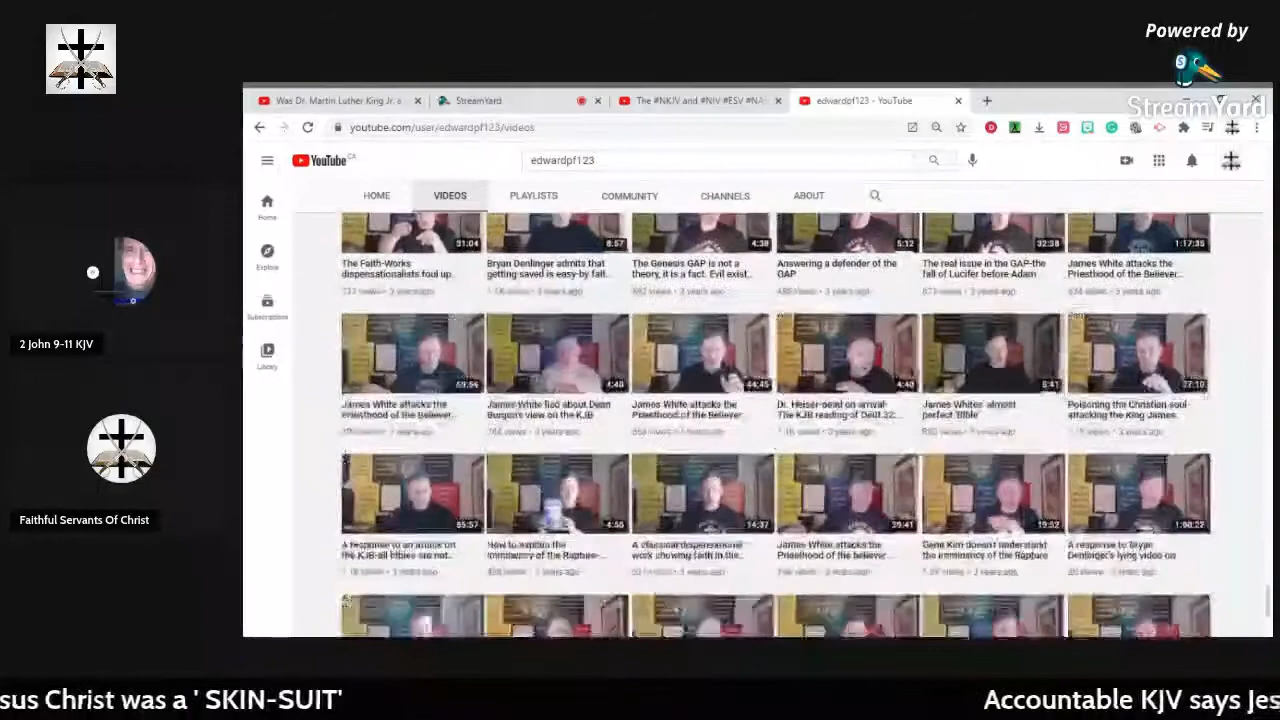 Powered by
StreamYard
Was Dr. Martin Luther King Jr. a
StreamYard
The #NKJV and #NIV #ESV #NA
edwardpf123 - YouTube
youtube.com/user/edwardpf123/videos
YouTube CA
edwardpf123
HOME
VIDEOS
PLAYLISTS
COMMUNITY
CHANNELS
ABOUT
Home
Explore
Subscriptions
Library
31:04
8:57
4:38
5:12
32:38
1:17:35
The Faith-Works
dispensationalists foul up
Bryan Denlinger admits that
getting saved is easy-by fait...
The Genesis GAP is not a
theory, it is a fact. Evil exist...
Answering a defender of the
GAP
The real issue in the GAP-the
fall of Lucifer before Adam
James White attacks the
Priesthood of the Believer...
4:48
44:45
4:40
James White attacks the
Priesthood of the Believer...
James White lied about Dean
Burgon's view on the KJB
James White attacks the
Priesthood of the Believer
Dr. Heiser-dead on arrival
The KJB reading of Deut 32:...
James Whites' almost
perfect 'Bible'
Poisoning the Christian soul
attacking the King James
14:37
19:52
A response to an attack on
the KJB-all Bibles are not...
How to explain the
imminency of the Rapture-...
A classical dispensational
work showing faith in the...
James White attacks the
Priesthood of the believer
Gene Kim doesn't understand
the imminency of the Rapture
A response to Bryan
Denlinger's lying video on
2 John 9-11 KJV
Faithful Servants Of Christ
sus Christ was a ' SKIN-SUIT'
Accountable KJV says Jes